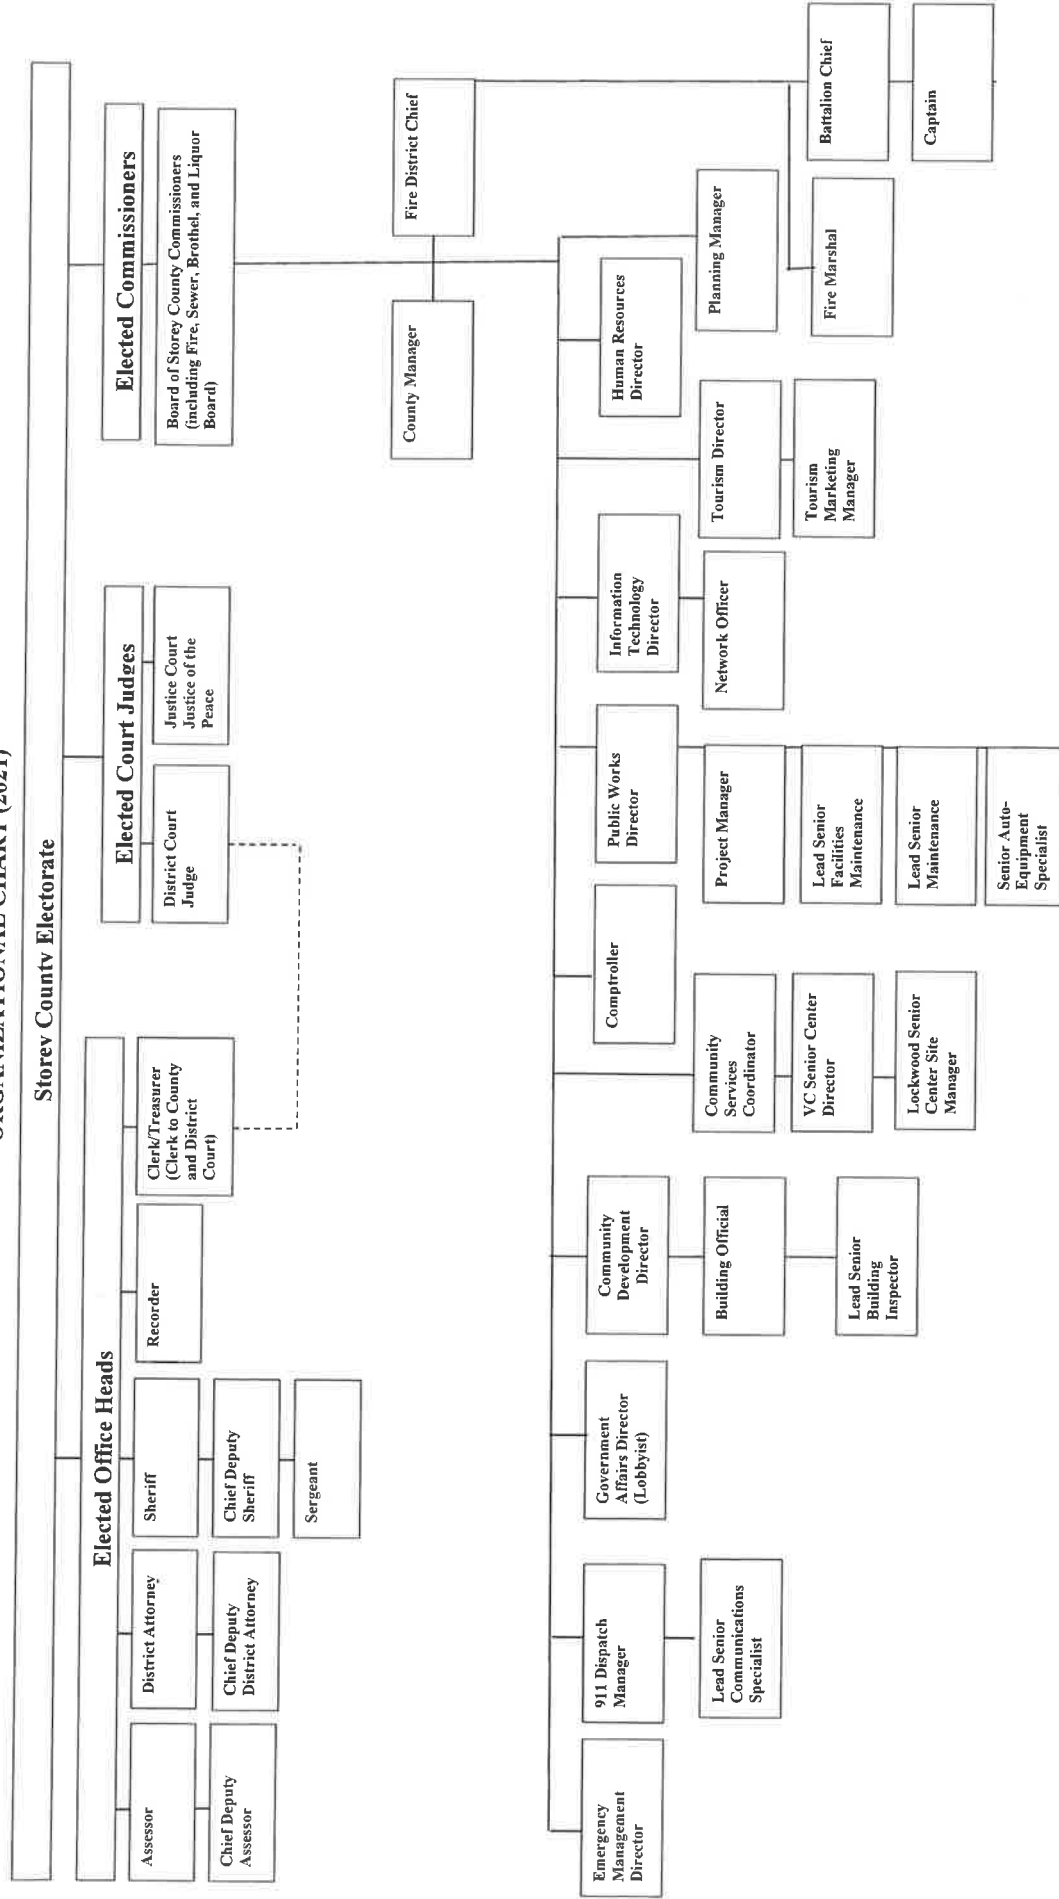 ORGANIZATIONAL CHART (2021)
Storey County Electorate
Elected Office Heads
Elected Court Judges
Elected Commissioners
Assessor
District Attorney
Sheriff
Recorder
Clerk/Treasurer
(Clerk to County
and District
Court)
District Court
Judge
Justice Court
Justice of the
Peace
Board of Storey County Commissioners
(including Fire, Sewer, Brothel, and Liquor
Board)
Chief Deputy
Assessor
Chief Deputy
District Attorney
Chief Deputy
Sheriff
Sergeant
County Manager
Fire District Chief
Emergency
Management
Director
911 Dispatch
Manager
Government
Affairs Director
(Lobbyist)
Community
Development
Director
Comptroller
Public Works
Director
Information
Technology
Director
Human Resources
Director
Lead Senior
Communications
Specialist
Building Official
Community
Services
Coordinator
Project Manager
Network Officer
Tourism Director
Planning Manager
Lead Senior
Building
Inspector
VC Senior Center
Director
Lead Senior
Facilities
Maintenance
Tourism
Marketing
Manager
Fire Marshal
Battalion Chief
Lockwood Senior
Center Site
Manager
Lead Senior
Maintenance
Captain
Senior Auto-
Equipment
Specialist